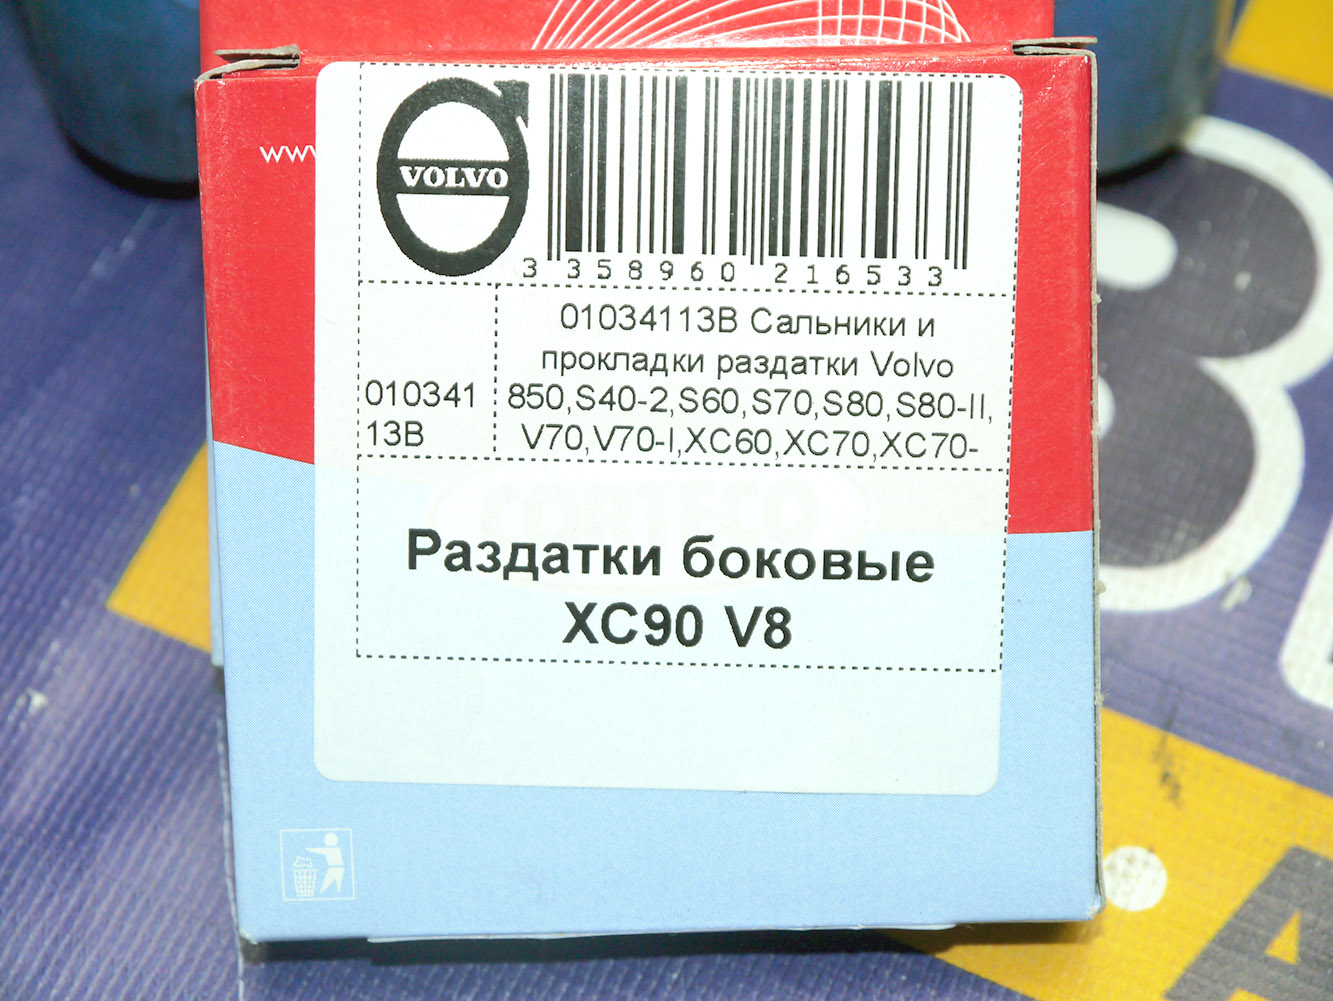 www
VOLVO
3 358960 216533
01034113B Сальники и
прокладки раздатки Volvo
850,S40-2,S60,S70,S80,S80-II,
V70,V70-I,XC60,XC70,XC70-
010341
13B
Раздатки боковые
XC90 V8